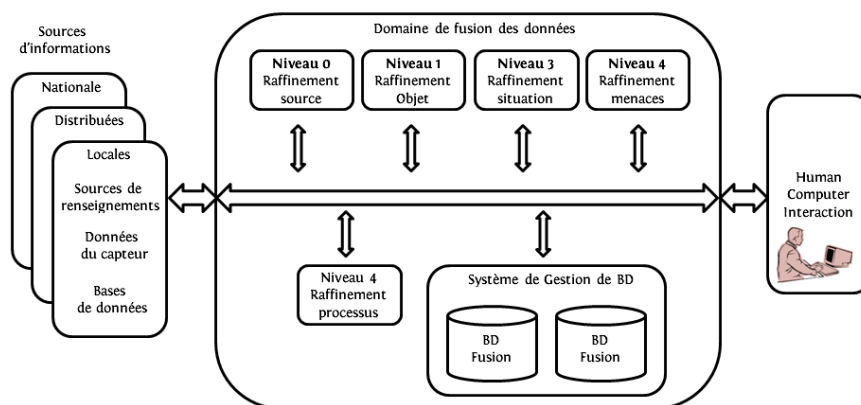 Sources
d'informations
Nationale
Distribuées
Locales
Sources de
renseignements
Données
du capteur
Bases
de données
Domaine de fusion des données
Niveau 0
Raffinement
source
Niveau 1
Raffinement
Objet
Niveau 3
Raffinement
situation
Niveau 4
Raffinement
menaces
Niveau 4
Raffinement
processus
Système de Gestion de BD
BD
Fusion
BD
Fusion
Human
Computer
Interaction